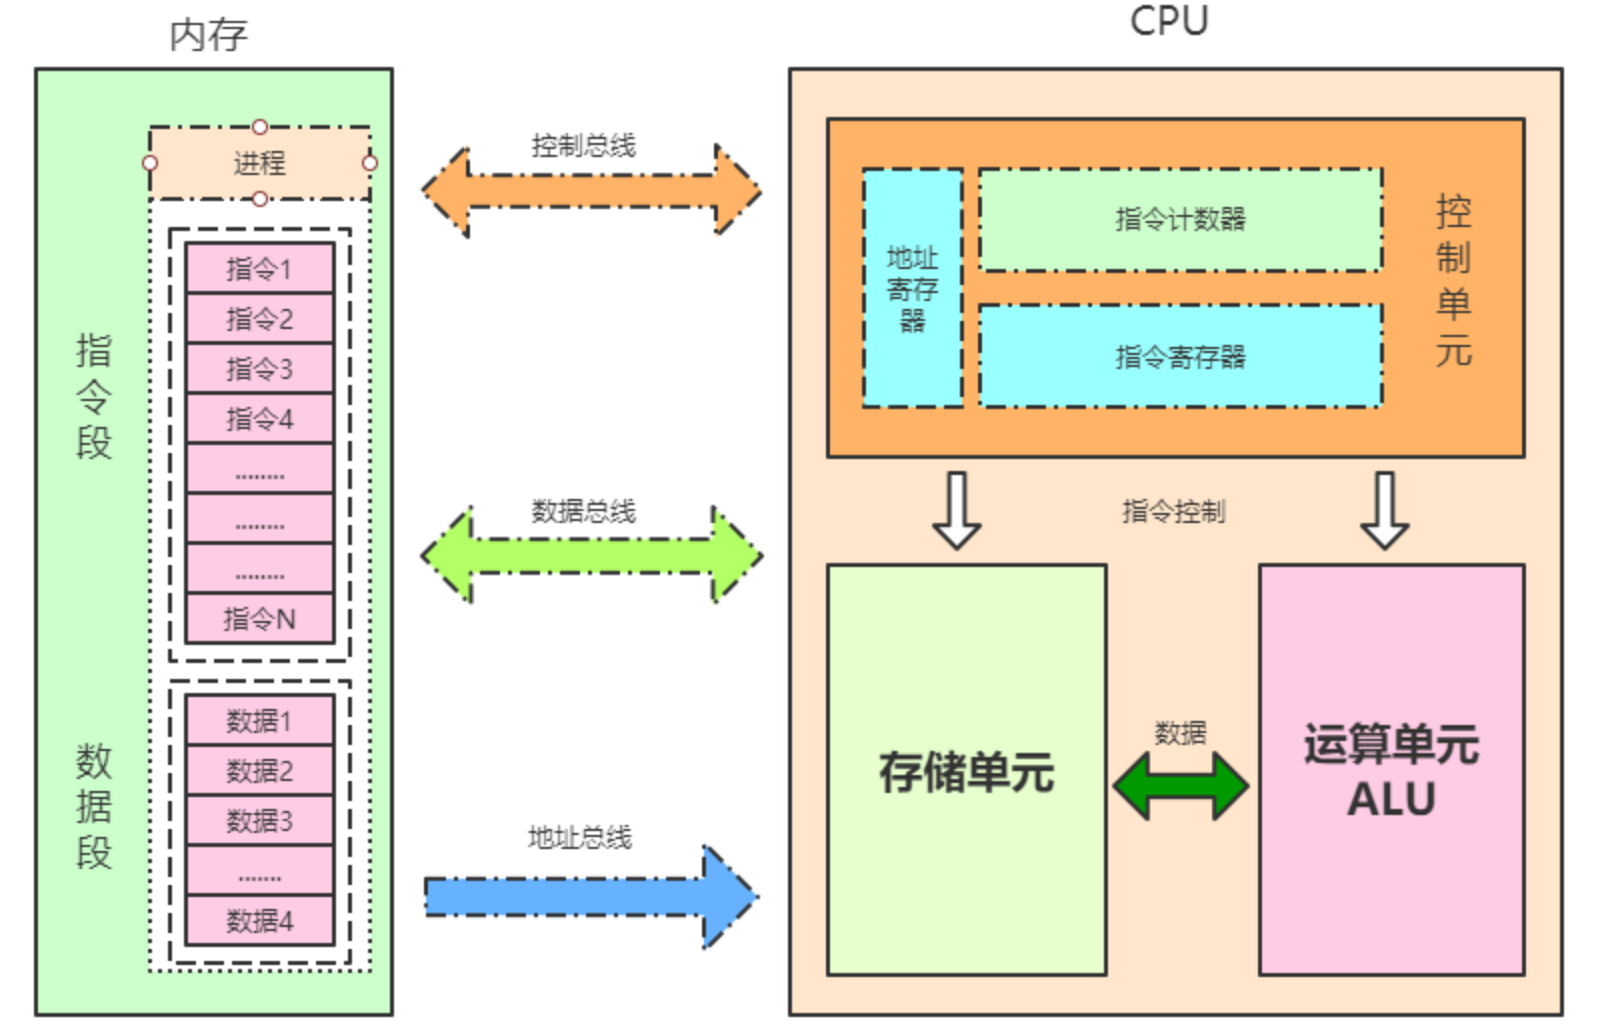 内存
进程
指令段
指令1
指令2
指令3
指令4
........
........
........
指令N
数据段
数据1
数据2
数据3
.......
数据4
控制总线
数据总线
地址总线
CPU
地址
寄存
器
指令计数器
指令寄存器
控制单元
指令控制
存储单元
数据
运算单元
ALU